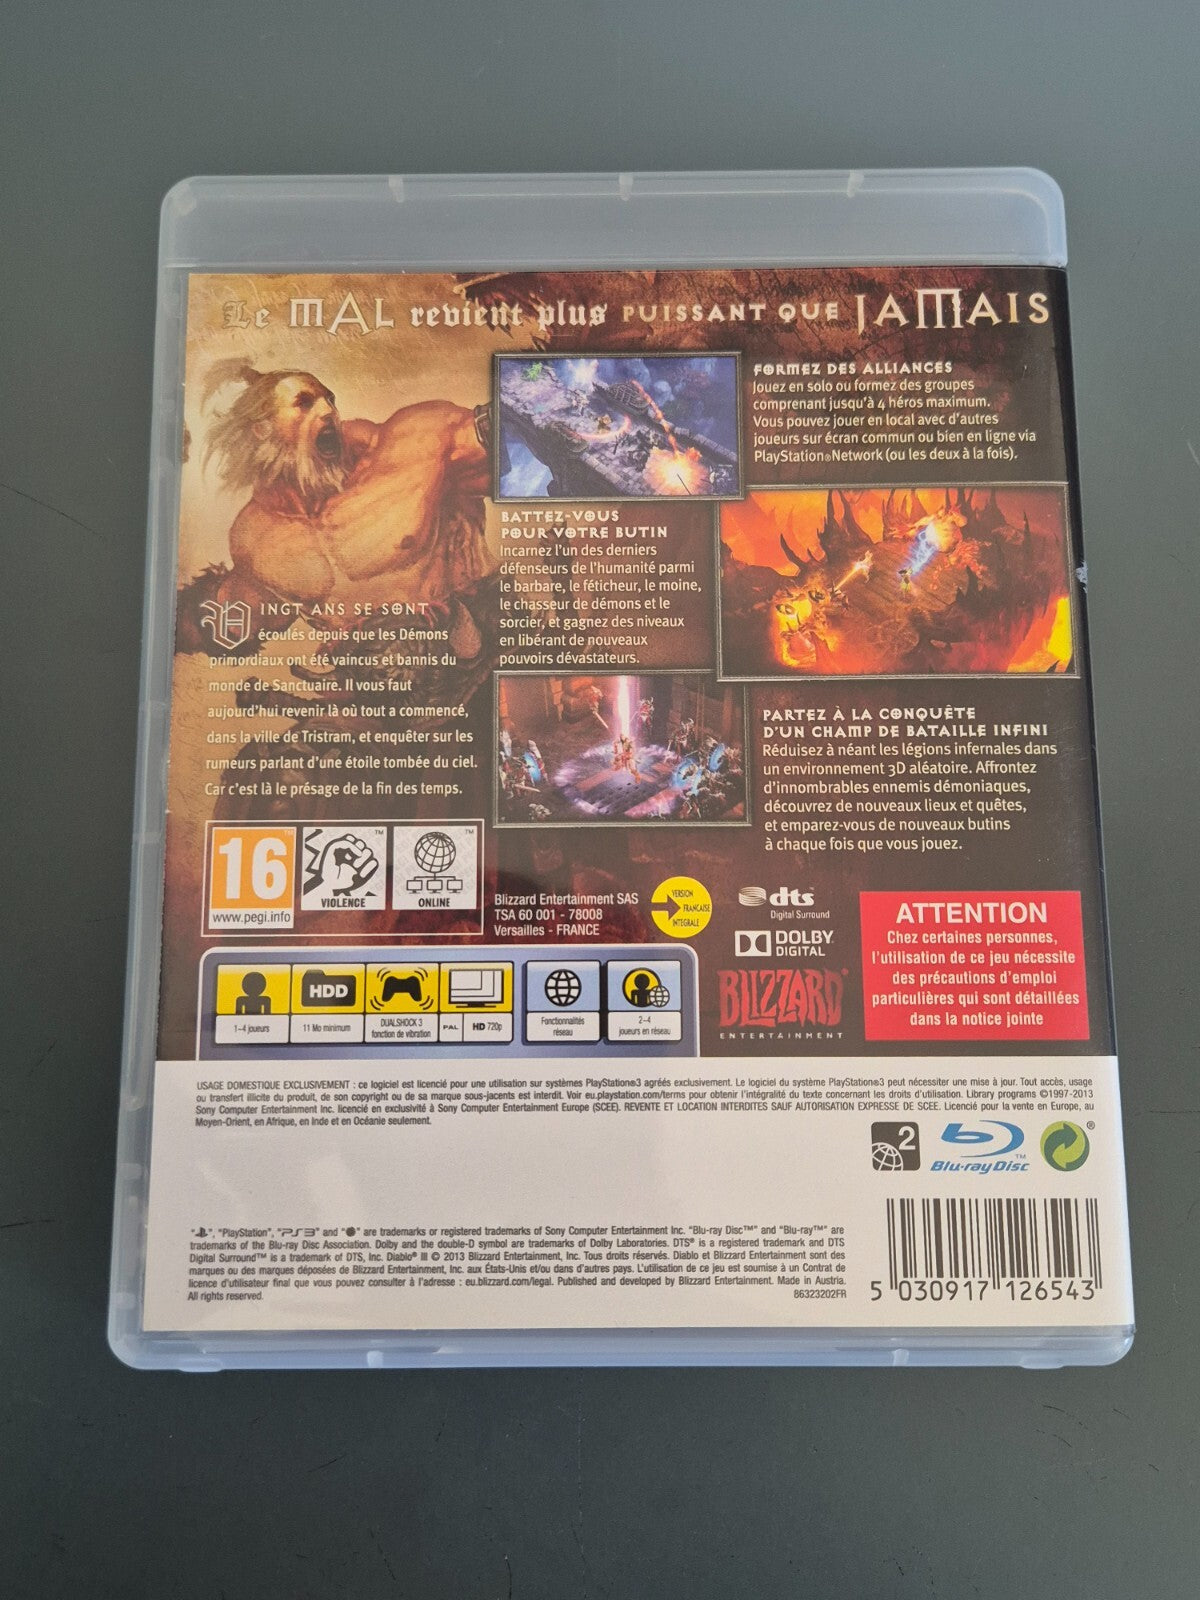 Le MAL revient plus PUISSANT QUE JAMAIS
FORMEZ DES ALLIANCES
Jouez en solo ou formez des groupes
comprenant jusqu'à 4 héros maximum.
Vous pouvez jouer en local avec d'autres
joueurs sur écran commun ou bien en ligne via
PlayStation®Network (ou les deux à la fois).
BATTEZ-VOUS
POUR VOTRE BUTIN
Incarnez l'un des derniers
défenseurs de l'humanité parmi
le barbare, le féticheur, le moine,
le chasseur de démons et le
sorcier, et gagnez des niveaux
en libérant de nouveaux
pouvoirs dévastateurs.
VINGT ANS SE SONT
écoulés depuis que les Démons
primordiaux ont été vaincus et bannis du
monde de Sanctuaire. Il vous faut
aujourd'hui revenir là où tout a commencé,
dans la ville de Tristram, et enquêter sur les
rumeurs parlant d'une étoile tombée du ciel.
Car c'est là le présage de la fin des temps.
PARTEZ À LA CONQUÊTE
D'UN CHAMP DE BATAILLE INFINI
Réduisez à néant les légions infernales dans
un environnement 3D aléatoire. Affrontez
d'innombrables ennemis démoniaques,
découvrez de nouveaux lieux et quêtes,
et emparez-vous de nouveaux butins
à chaque fois que vous jouez.
16 ™
www.pegi.info
VIOLENCE ™
ONLINE ™
Blizzard Entertainment SAS
TSA 60 001 - 78008
Versailles - FRANCE
VERSION
FRANÇAISE
INTÉGRALE
dts™
Digital Surround
DOLBY
DIGITAL
BLIZZARD®
ENTERTAINMENT
ATTENTION
Chez certaines personnes,
l'utilisation de ce jeu nécessite
des précautions d'emploi
particulières qui sont détaillées
dans la notice jointe
1-4 joueurs
HDD
11 Mo minimum
DUALSHOCK 3
fonction de vibration
PAL
HD 720p
Fonctionnalités
réseau
2-4
joueurs en réseau
USAGE DOMESTIQUE EXCLUSIVEMENT : ce logiciel est licencié pour une utilisation sur systèmes PlayStation®3 agréés exclusivement. Le logiciel du système PlayStation®3 peut nécessiter une mise à jour. Tout accès, usage
ou transfert illicite du produit, de son copyright ou de sa marque sous-jacents est interdit. Voir eu.playstation.com/terms pour obtenir l'intégralité du texte concernant les droits d'utilisation. Library programs ©1997-2013
Sony Computer Entertainment Inc. licencié en exclusivité à Sony Computer Entertainment Europe (SCEE). REVENTE ET LOCATION INTERDITES SAUF AUTORISATION EXPRESSE DE SCEE. Licencié pour la vente en Europe, au
Moyen-Orient, en Afrique, en Inde et en Océanie seulement.
2
Blu-ray Disc™
®
"", "PlayStation", "PS3" and "" are trademarks or registered trademarks of Sony Computer Entertainment Inc. "Blu-ray Disc™" and "Blu-ray™" are
trademarks of the Blu-ray Disc Association. Dolby and the double-D symbol are trademarks of Dolby Laboratories. DTS® is a registered trademark and DTS
Digital Surround™ is a trademark of DTS, Inc. Diablo® III © 2013 Blizzard Entertainment, Inc. Tous droits réservés. Diablo et Blizzard Entertainment sont des
marques ou des marques déposées de Blizzard Entertainment, Inc. aux États-Unis et/ou dans d'autres pays. L'utilisation de ce jeu est soumise à un Contrat de
licence d'utilisateur final que vous pouvez consulter à l'adresse : eu.blizzard.com/legal. Published and developed by Blizzard Entertainment. Made in Austria.
All rights reserved.
86323202FR
5 030917 126543